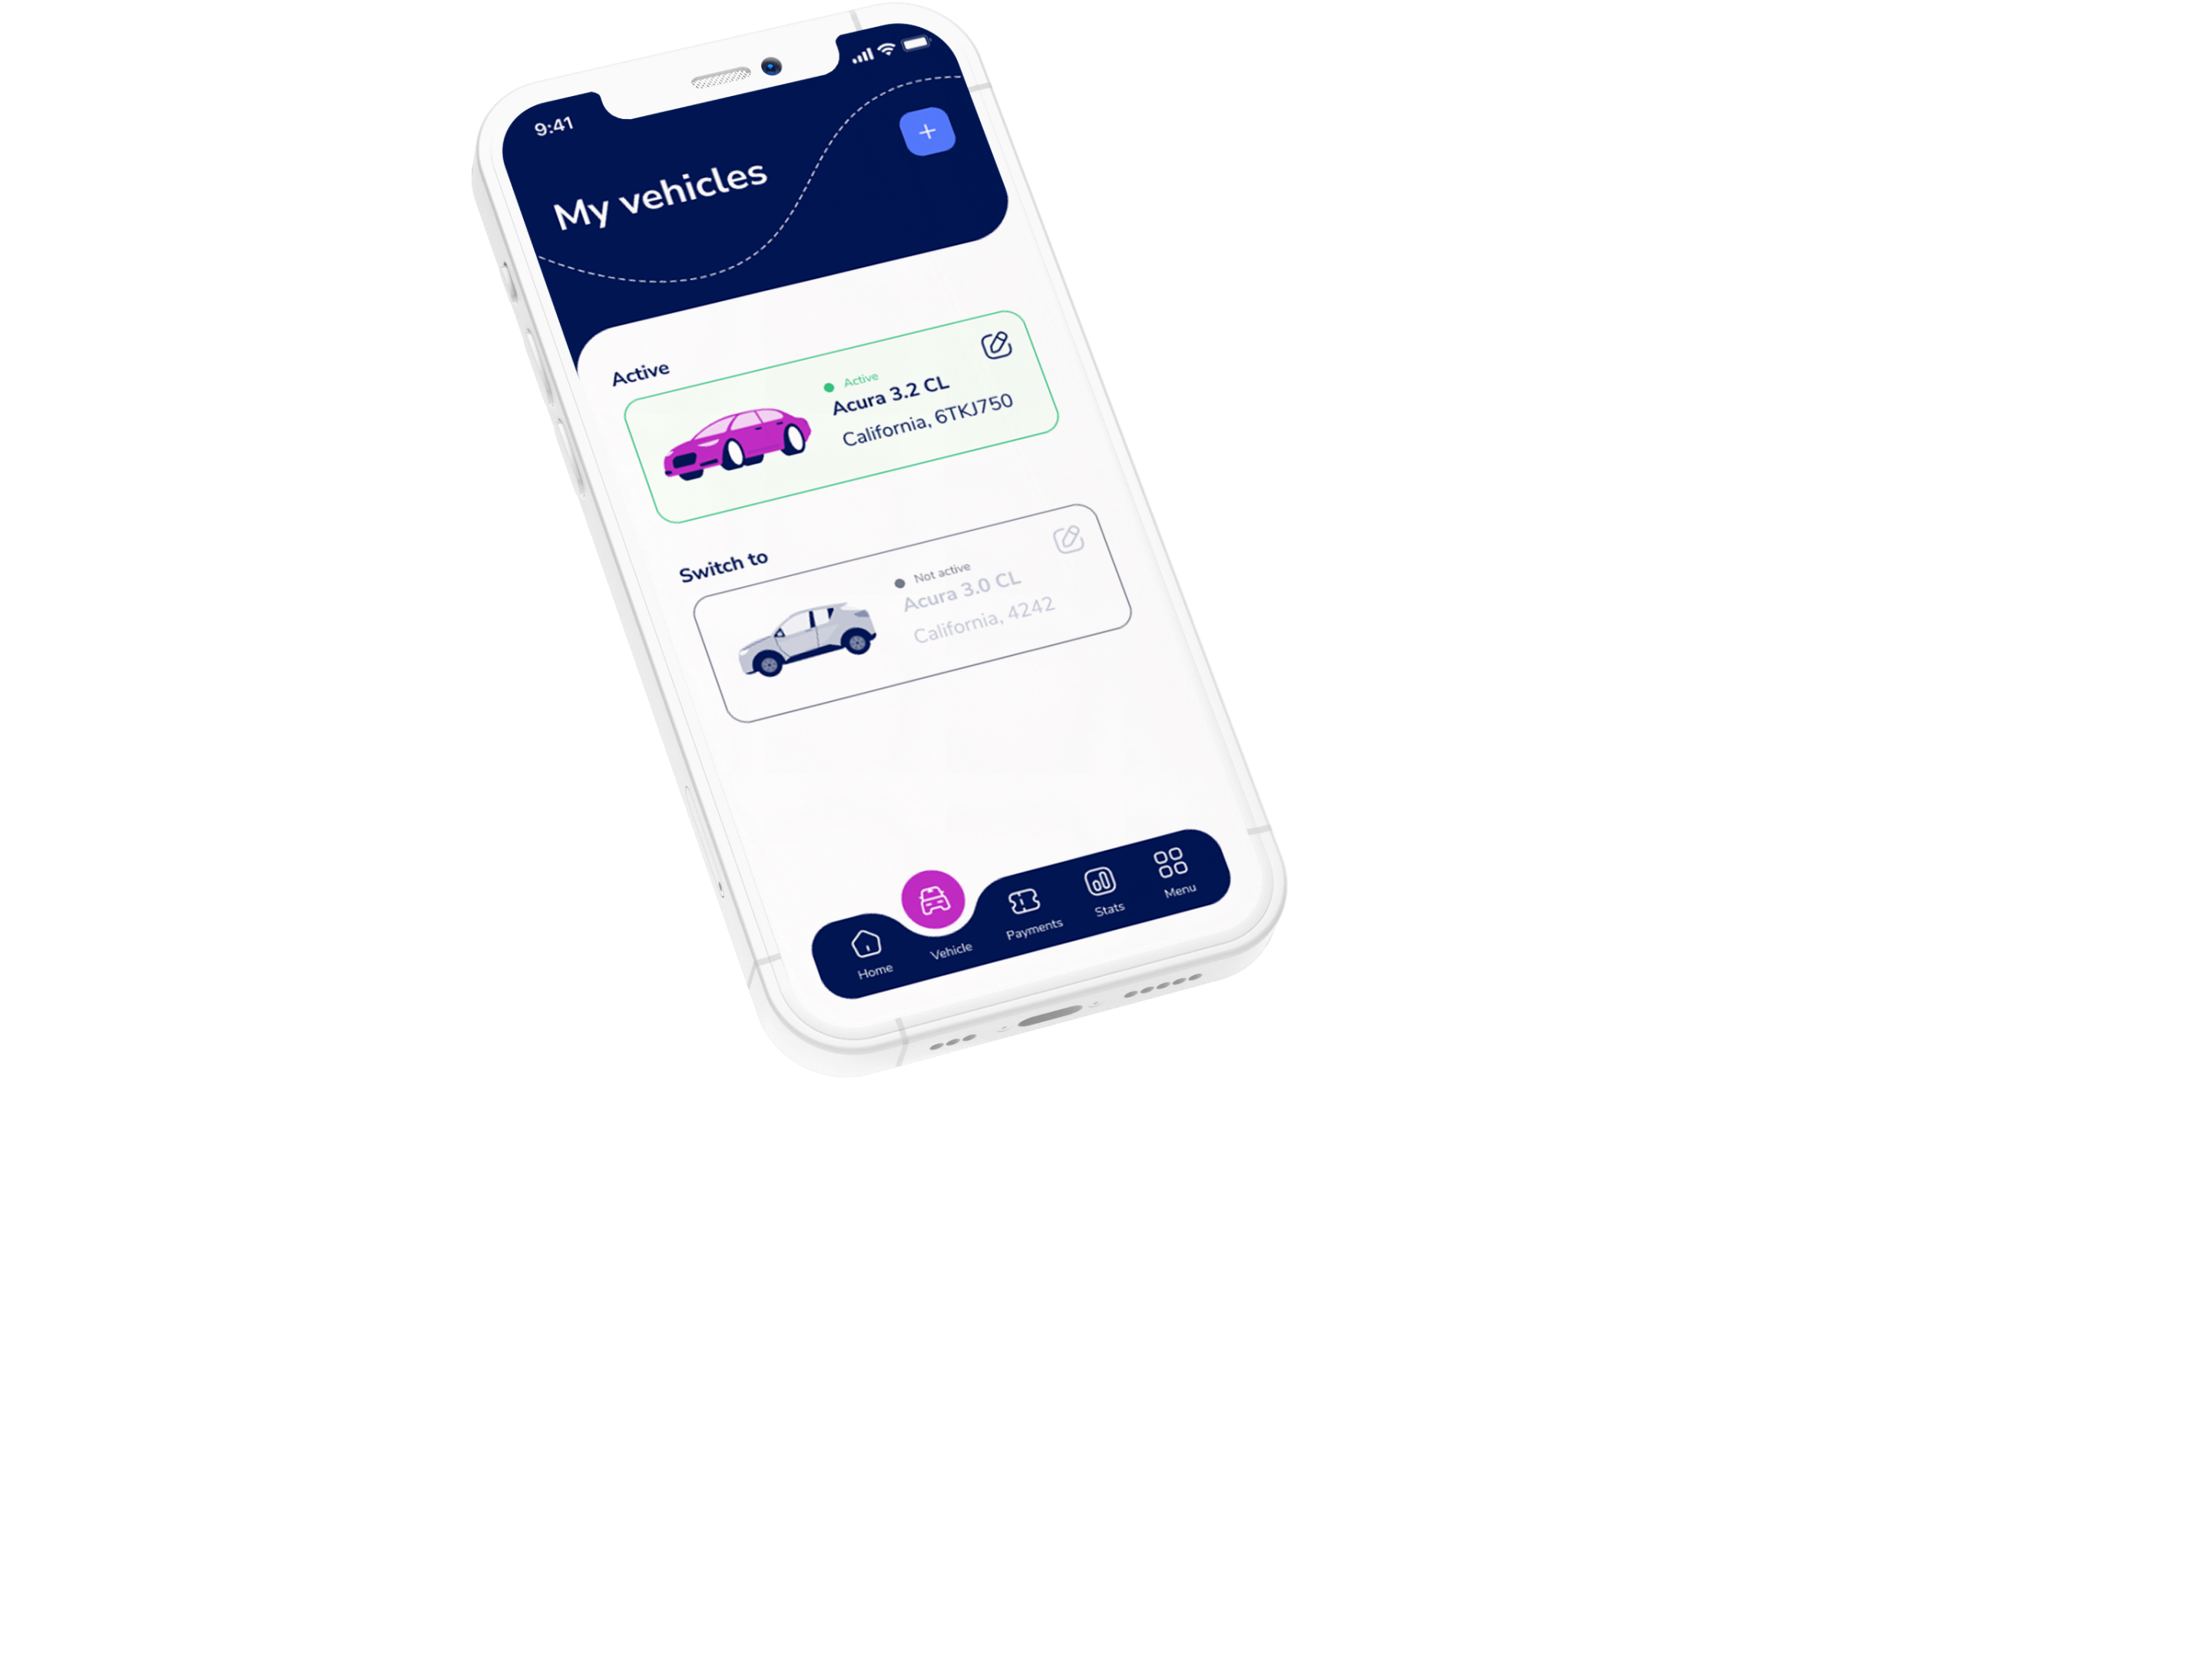 9:41
My vehicles
Active
Active
Acura 3.2 CL
California, 6TKJ750
Switch to
Not active
Acura 3.0 CL
California, 4242
Home
Vehicle
Payments
Stats
Menu